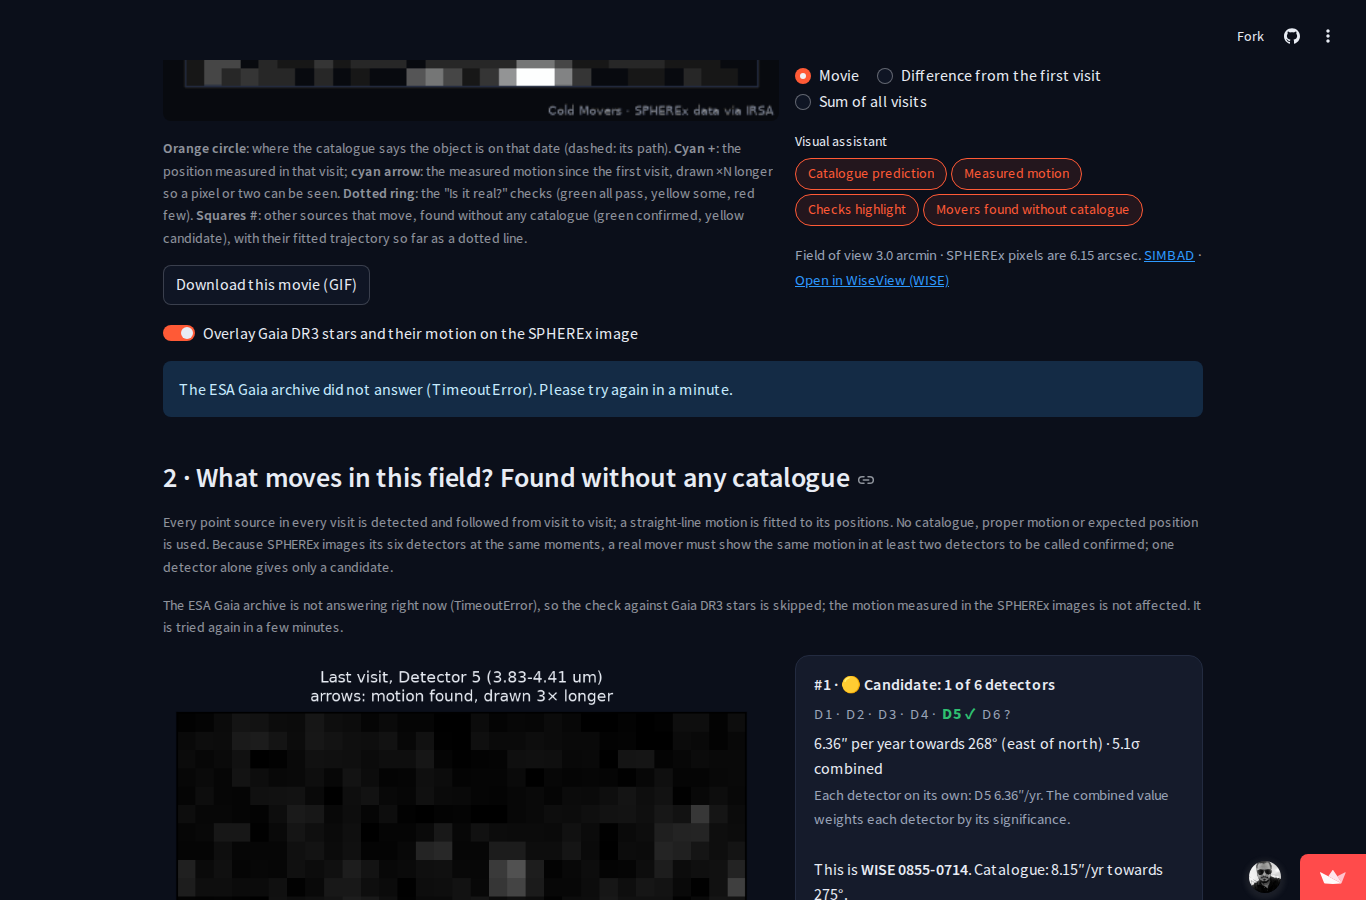 Fork
Cold Movers · SPHEREx data via IRSA
Orange circle: where the catalogue says the object is on that date (dashed: its path). Cyan +: the
position measured in that visit; cyan arrow: the measured motion since the first visit, drawn ×N longer
so a pixel or two can be seen. Dotted ring: the "Is it real?" checks (green all pass, yellow some, red
few). Squares #: other sources that move, found without any catalogue (green confirmed, yellow
candidate), with their fitted trajectory so far as a dotted line.
Download this movie (GIF)
Movie
Difference from the first visit
Sum of all visits
Visual assistant
Catalogue prediction
Measured motion
Checks highlight
Movers found without catalogue
Field of view 3.0 arcmin · SPHEREx pixels are 6.15 arcsec. SIMBAD ·
Open in WiseView (WISE)
Overlay Gaia DR3 stars and their motion on the SPHEREx image
The ESA Gaia archive did not answer (TimeoutError). Please try again in a minute.
2 · What moves in this field? Found without any catalogue
Every point source in every visit is detected and followed from visit to visit; a straight-line motion is fitted to its positions. No catalogue, proper motion or expected position
is used. Because SPHEREx images its six detectors at the same moments, a real mover must show the same motion in at least two detectors to be called confirmed; one
detector alone gives only a candidate.
The ESA Gaia archive is not answering right now (TimeoutError), so the check against Gaia DR3 stars is skipped; the motion measured in the SPHEREx images is not affected. It
is tried again in a few minutes.
Last visit, Detector 5 (3.83-4.41 um)
arrows: motion found, drawn 3× longer
#1 · 🟡 Candidate: 1 of 6 detectors
D1 · D2 · D3 · D4 · D5 ✓ D6 ?
6.36″ per year towards 268° (east of north) · 5.1σ
combined
Each detector on its own: D5 6.36″/yr. The combined value
weights each detector by its significance.
This is WISE 0855-0714. Catalogue: 8.15″/yr towards
275°.